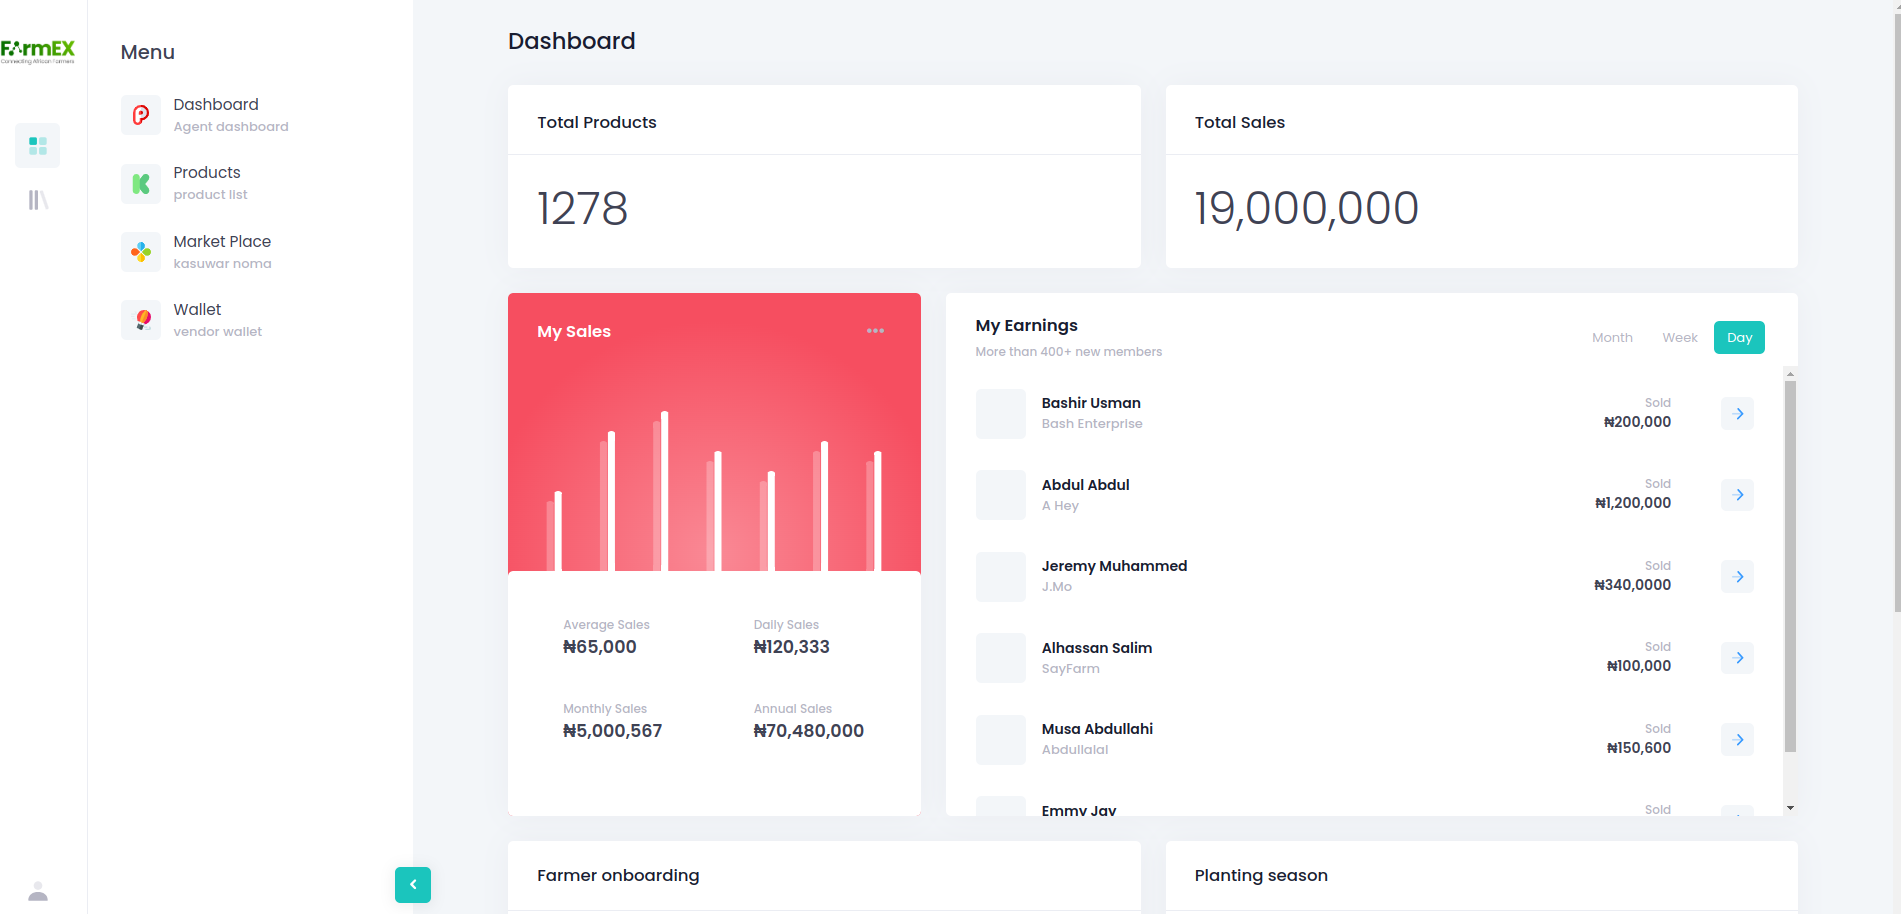 FarmEX
Connecting African Farmers
Menu
Dashboard
Agent dashboard
Products
product list
Market Place
kasuwar noma
Wallet
vendor wallet
Dashboard
Total Products
1278
Total Sales
19,000,000
My Sales
Average Sales
₦65,000
Daily Sales
₦120,333
Monthly Sales
₦5,000,567
Annual Sales
₦70,480,000
My Earnings
More than 400+ new members
Month Week Day
Bashir Usman
Bash Enterprise
Sold
₦200,000
Abdul Abdul
A Hey
Sold
₦1,200,000
Jeremy Muhammed
J.Mo
Sold
₦340,0000
Alhassan Salim
SayFarm
Sold
₦100,000
Musa Abdullahi
Abdullalal
Sold
₦150,600
Emmy Jay
Sold
Farmer onboarding
Planting season